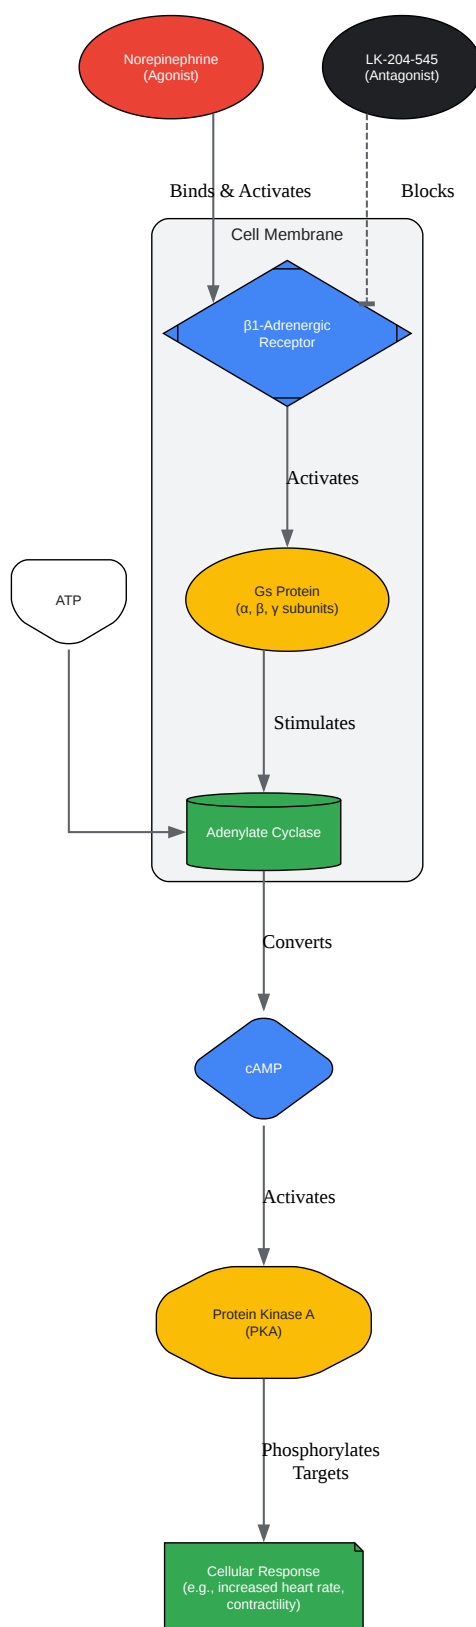 Norepinephrine
(Agonist)
LK-204-545
(Antagonist)
Binds & Activates
Blocks
Cell Membrane
β1-Adrenergic
Receptor
Activates
Gs Protein
(α, β, γ subunits)
ATP
Stimulates
Adenylate Cyclase
Converts
cAMP
Activates
Protein Kinase A
(PKA)
Phosphorylates
Targets
Cellular Response
(e.g., increased heart rate,
contractility)